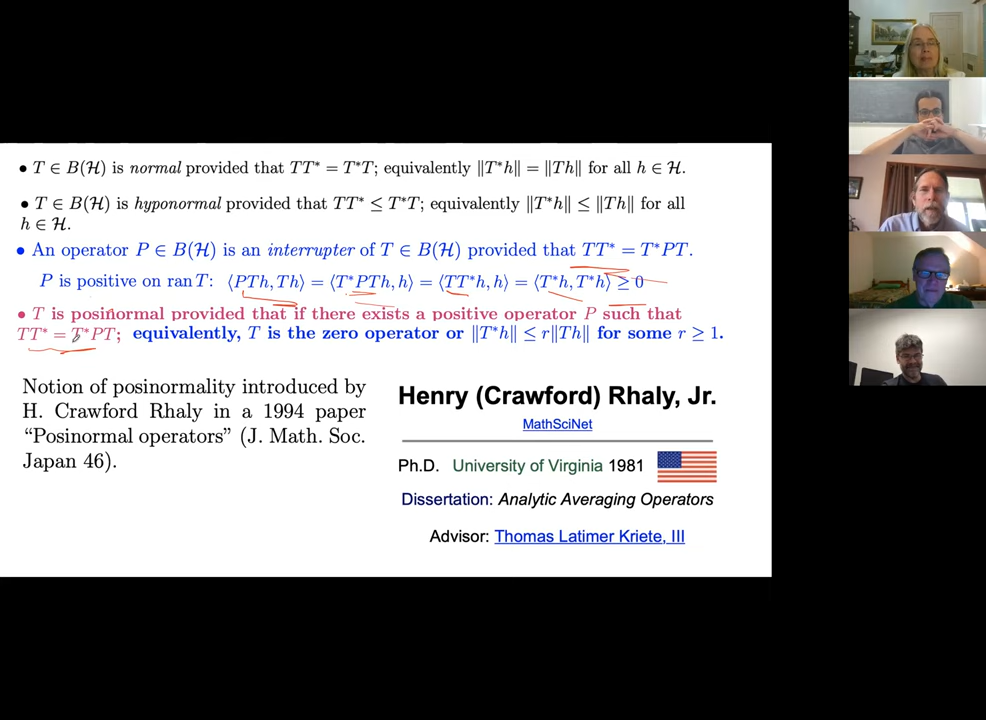 • T ∈ B(ℋ) is normal provided that TT* = T*T; equivalently ‖T*h‖ = ‖Th‖ for all h ∈ ℋ.
• T ∈ B(ℋ) is hyponormal provided that TT* ≤ T*T; equivalently ‖T*h‖ ≤ ‖Th‖ for all
h ∈ ℋ.
• An operator P ∈ B(ℋ) is an interrupter of T ∈ B(ℋ) provided that TT* = T*PT.
P is positive on ran T: ⟨PTh, Th⟩ = ⟨T*PTh, h⟩ = ⟨TT*h, h⟩ = ⟨T*h, T*h⟩ ≥ 0
• T is posinormal provided that if there exists a positive operator P such that
TT* = T*PT; equivalently, T is the zero operator or ‖T*h‖ ≤ r‖Th‖ for some r ≥ 1.
Notion of posinormality introduced by
H. Crawford Rhaly in a 1994 paper
“Posinormal operators” (J. Math. Soc.
Japan 46).
Henry (Crawford) Rhaly, Jr.
MathSciNet
Ph.D. University of Virginia 1981
Dissertation: Analytic Averaging Operators
Advisor: Thomas Latimer Kriete, III